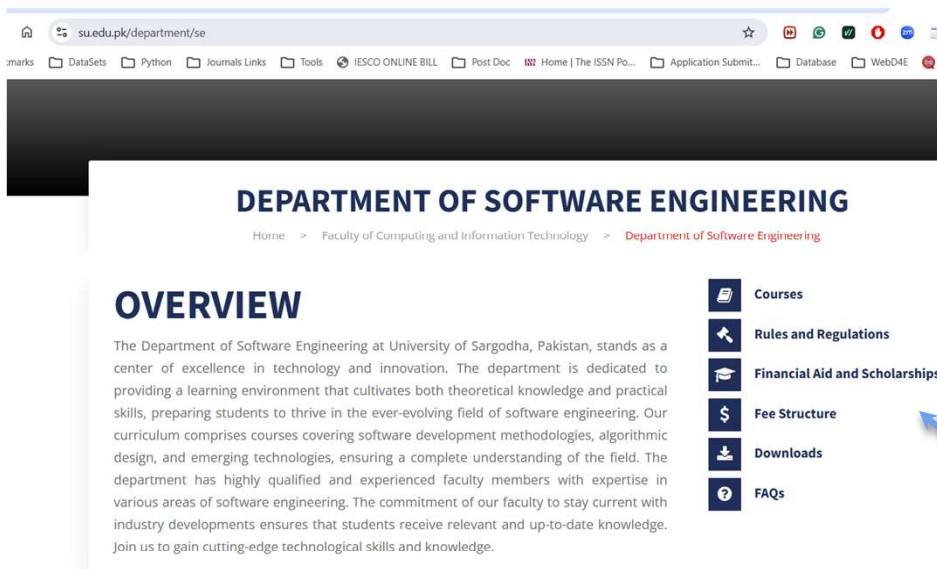 su.edu.pk/department/se
DataSets Python Journals Links Tools IESCO ONLINE BILL Post Doc Home | The ISSN Po... Application Submit... Database WebD4E
DEPARTMENT OF SOFTWARE ENGINEERING
Home > Faculty of Computing and Information Technology > Department of Software Engineering
OVERVIEW
The Department of Software Engineering at University of Sargodha, Pakistan, stands as a
center of excellence in technology and innovation. The department is dedicated to
providing a learning environment that cultivates both theoretical knowledge and practical
skills, preparing students to thrive in the ever-evolving field of software engineering. Our
curriculum comprises courses covering software development methodologies, algorithmic
design, and emerging technologies, ensuring a complete understanding of the field. The
department has highly qualified and experienced faculty members with expertise in
various areas of software engineering. The commitment of our faculty to stay current with
industry developments ensures that students receive relevant and up-to-date knowledge.
Join us to gain cutting-edge technological skills and knowledge.
Courses
Rules and Regulations
Financial Aid and Scholarships
Fee Structure
Downloads
FAQs